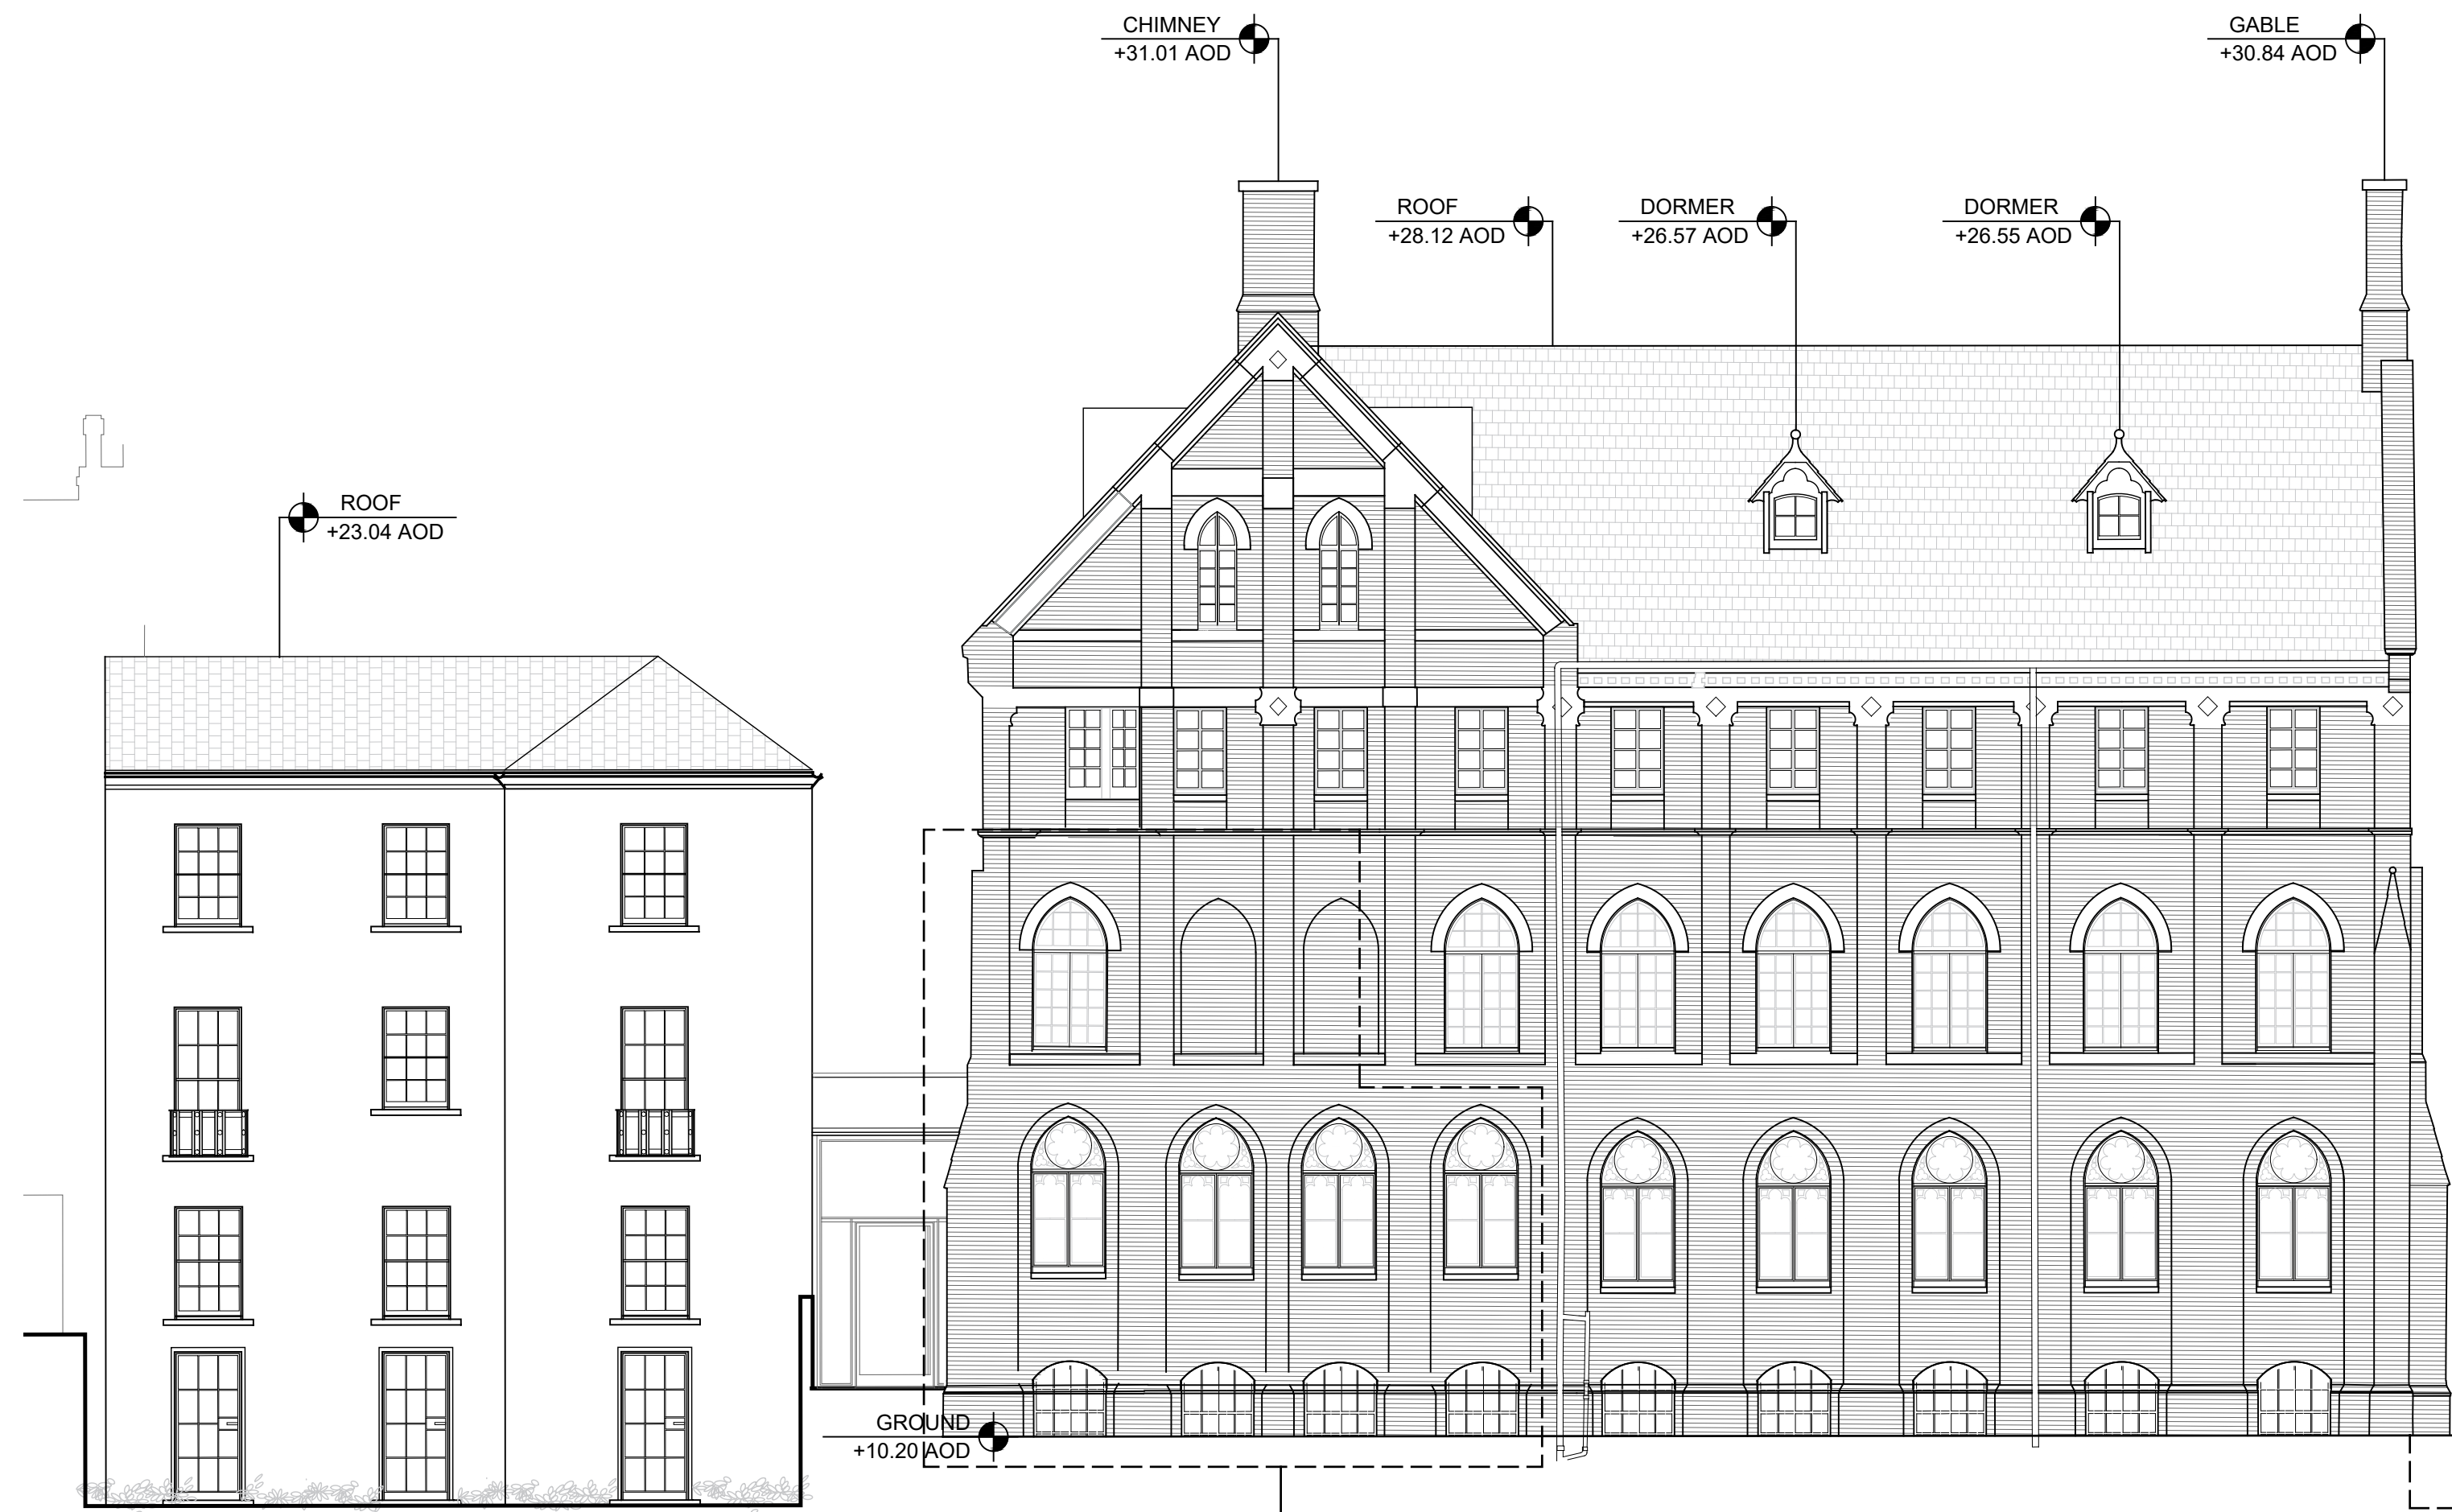 CHIMNEY
+31.01 AOD
GABLE
+30.84 AOD
ROOF
+28.12 AOD
DORMER
+26.57 AOD
DORMER
+26.55 AOD
ROOF
+23.04 AOD
GROUND
+10.20 AOD